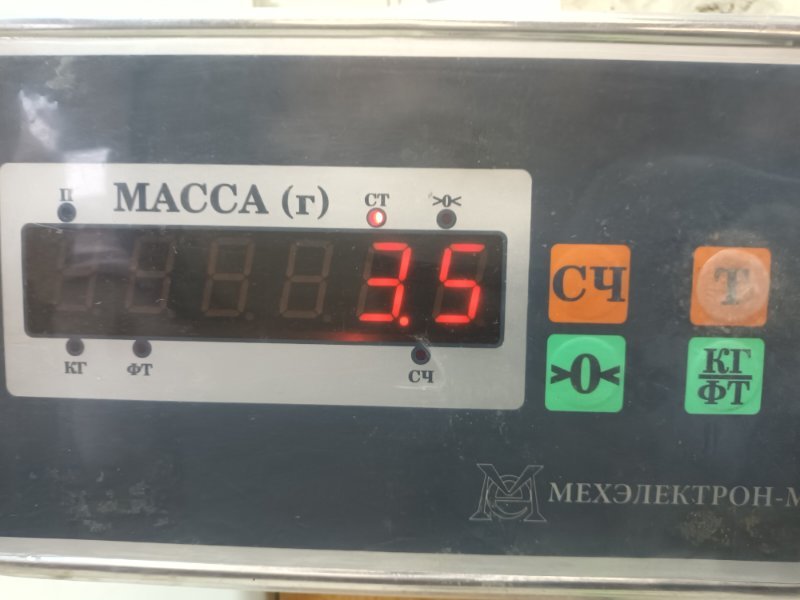 П МАССА (г) СТ >0<
3.5
КГ ФТ СЧ
СЧ Т
>0< КГ
ФТ
МЕХЭЛЕКТРОН-М